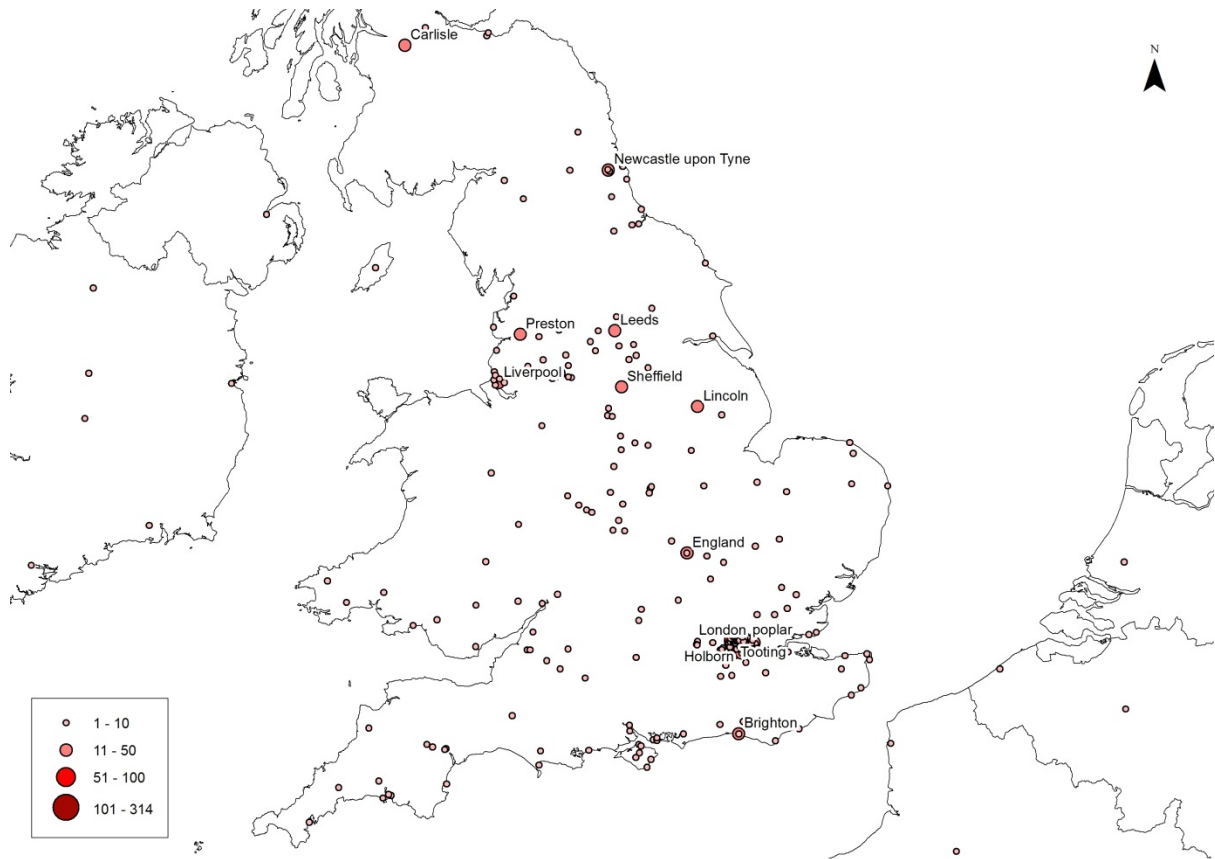 Carlisle
N
Newcastle upon Tyne
Preston
Leeds
Liverpool
Sheffield
Lincoln
England
London poplar
Holborn Tooting
Brighton
1 - 10
11 - 50
51 - 100
101 - 314